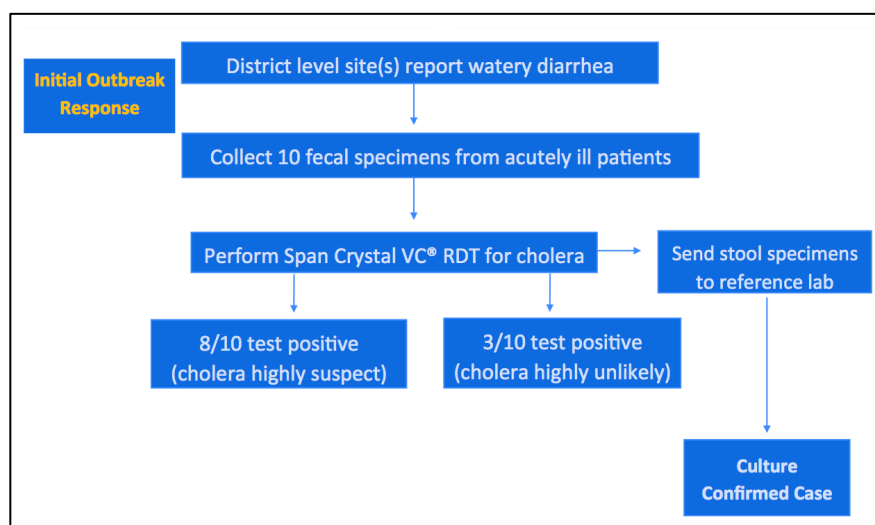 District level site(s) report watery diarrhea
Initial Outbreak
Response
Collect 10 fecal specimens from acutely ill patients
Perform Span Crystal VC® RDT for cholera
Send stool specimens
to reference lab
8/10 test positive
(cholera highly suspect)
3/10 test positive
(cholera highly unlikely)
Culture
Confirmed Case